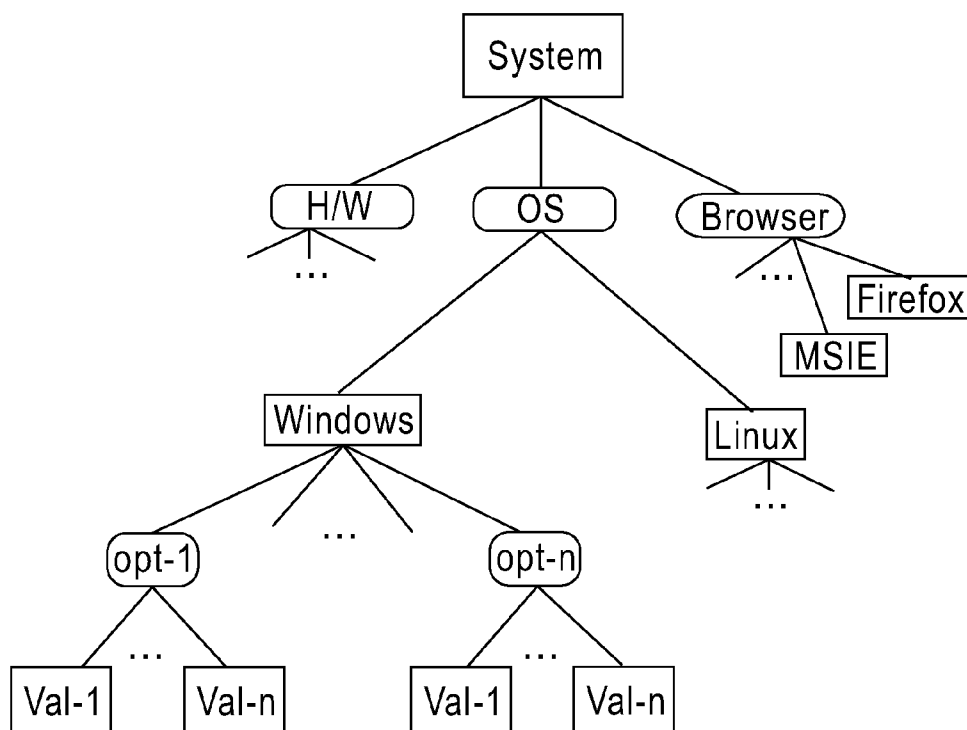 System
H/W
OS
Browser
...
...
Firefox
MSIE
Windows
Linux
...
...
opt-1
opt-n
...
...
Val-1
Val-n
Val-1
Val-n